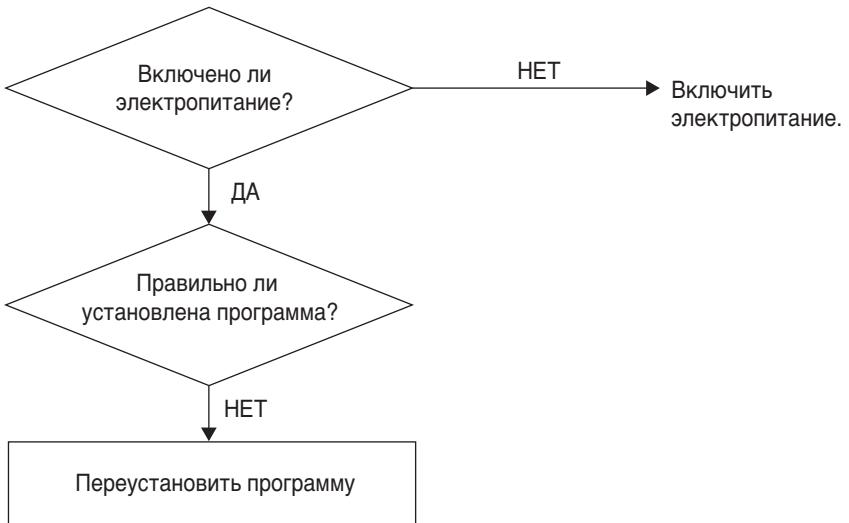 Включено ли
электропитание?
НЕТ
Включить
электропитание.
ДА
Правильно ли
установлена программа?
НЕТ
Переустановить программу